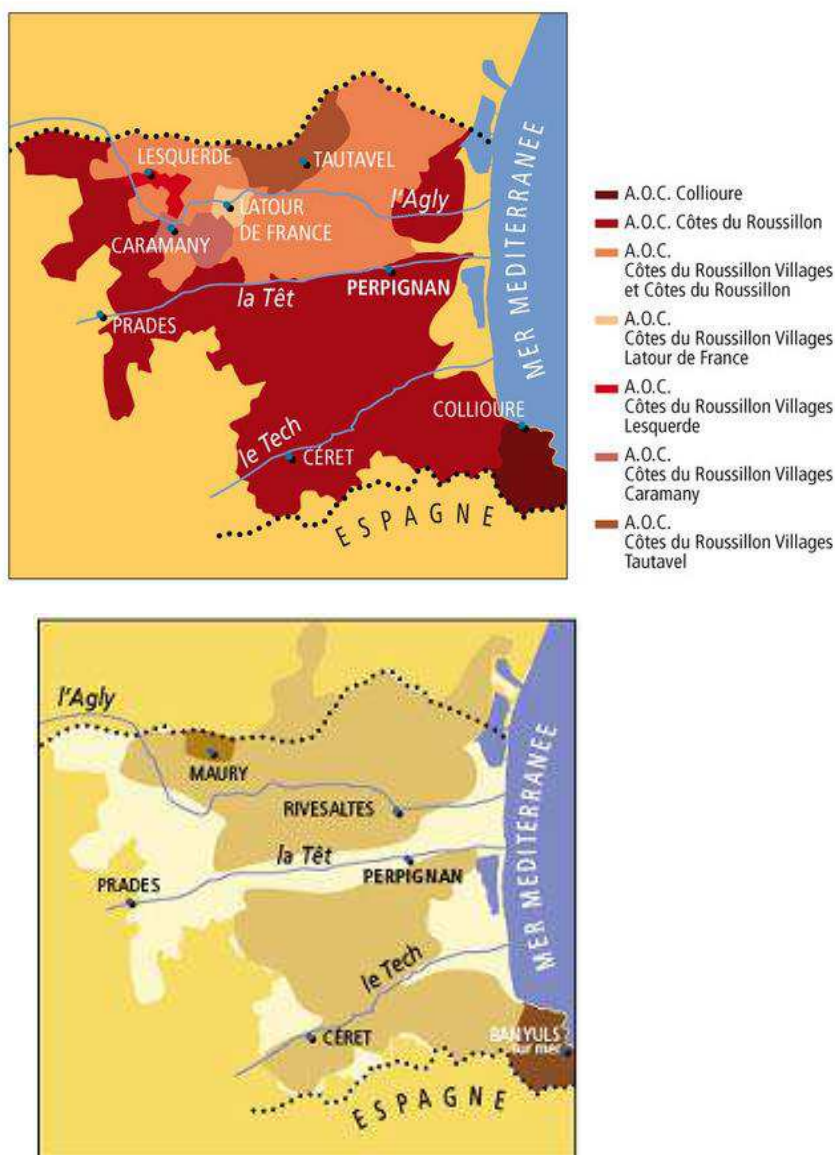 LESQUERDE
TAUTAVEL
LATOUR
DE FRANCE
l'Agly
CARAMANY
la Têt
PERPIGNAN
PRADES
MER MEDITERRANEE
COLLIOURE
le Tech
CÉRET
ESPAGNE
A.O.C. Collioure
A.O.C. Côtes du Roussillon
A.O.C.
Côtes du Roussillon Villages
et Côtes du Roussillon
A.O.C.
Côtes du Roussillon Villages
Latour de France
A.O.C.
Côtes du Roussillon Villages
Lesquerde
A.O.C.
Côtes du Roussillon Villages
Caramany
A.O.C.
Côtes du Roussillon Villages
Tautavel
l'Agly
MAURY
RIVESALTES
la Têt
PERPIGNAN
PRADES
MER MEDITERRANEE
le Tech
CÉRET
BANYULS
sur mer
ESPAGNE